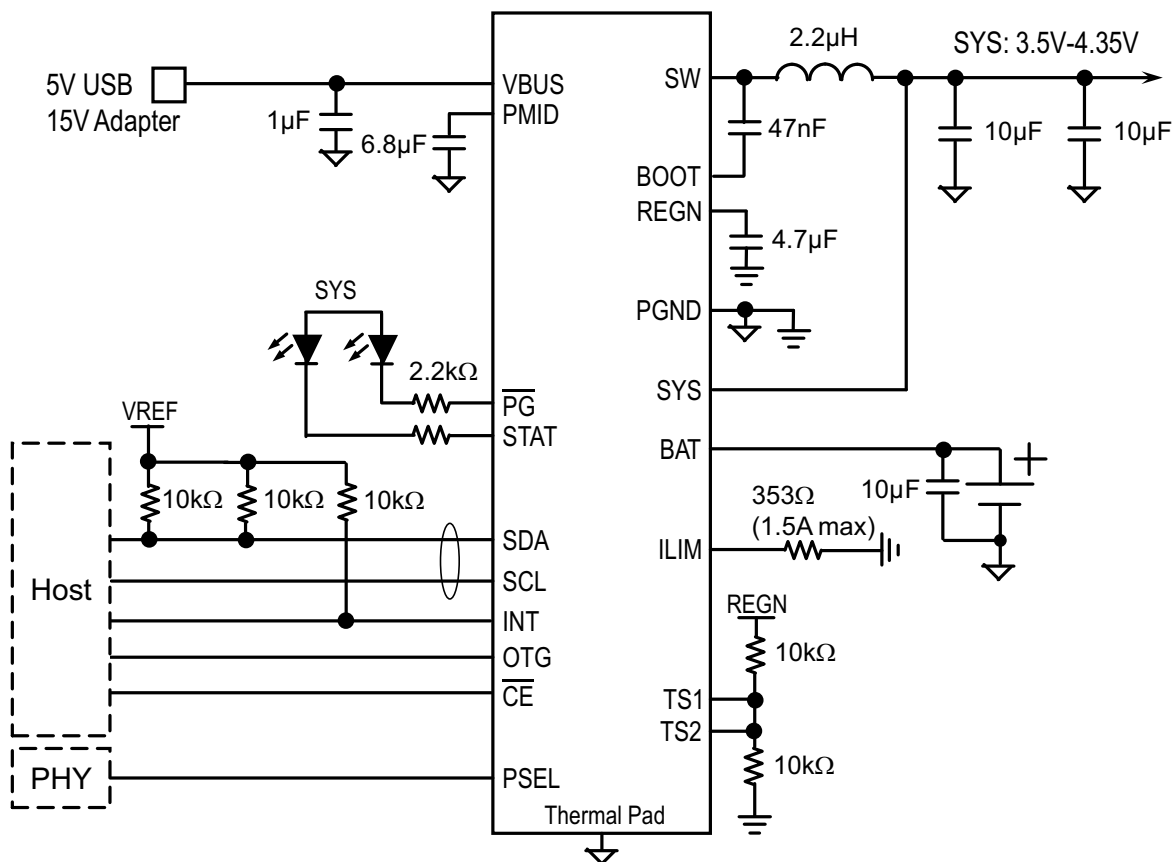 5V USB
15V Adapter
1µF
6.8µF
VBUS
PMID
SW
2.2µH
SYS: 3.5V-4.35V
47nF
10µF
10µF
BOOT
REGN
4.7µF
PGND
SYS
SYS
2.2kΩ
PG
STAT
VREF
10kΩ
10kΩ
10kΩ
BAT
10µF
353Ω
(1.5A max)
ILIM
Host
SDA
SCL
INT
OTG
CE
REGN
10kΩ
TS1
TS2
10kΩ
PHY
PSEL
Thermal Pad